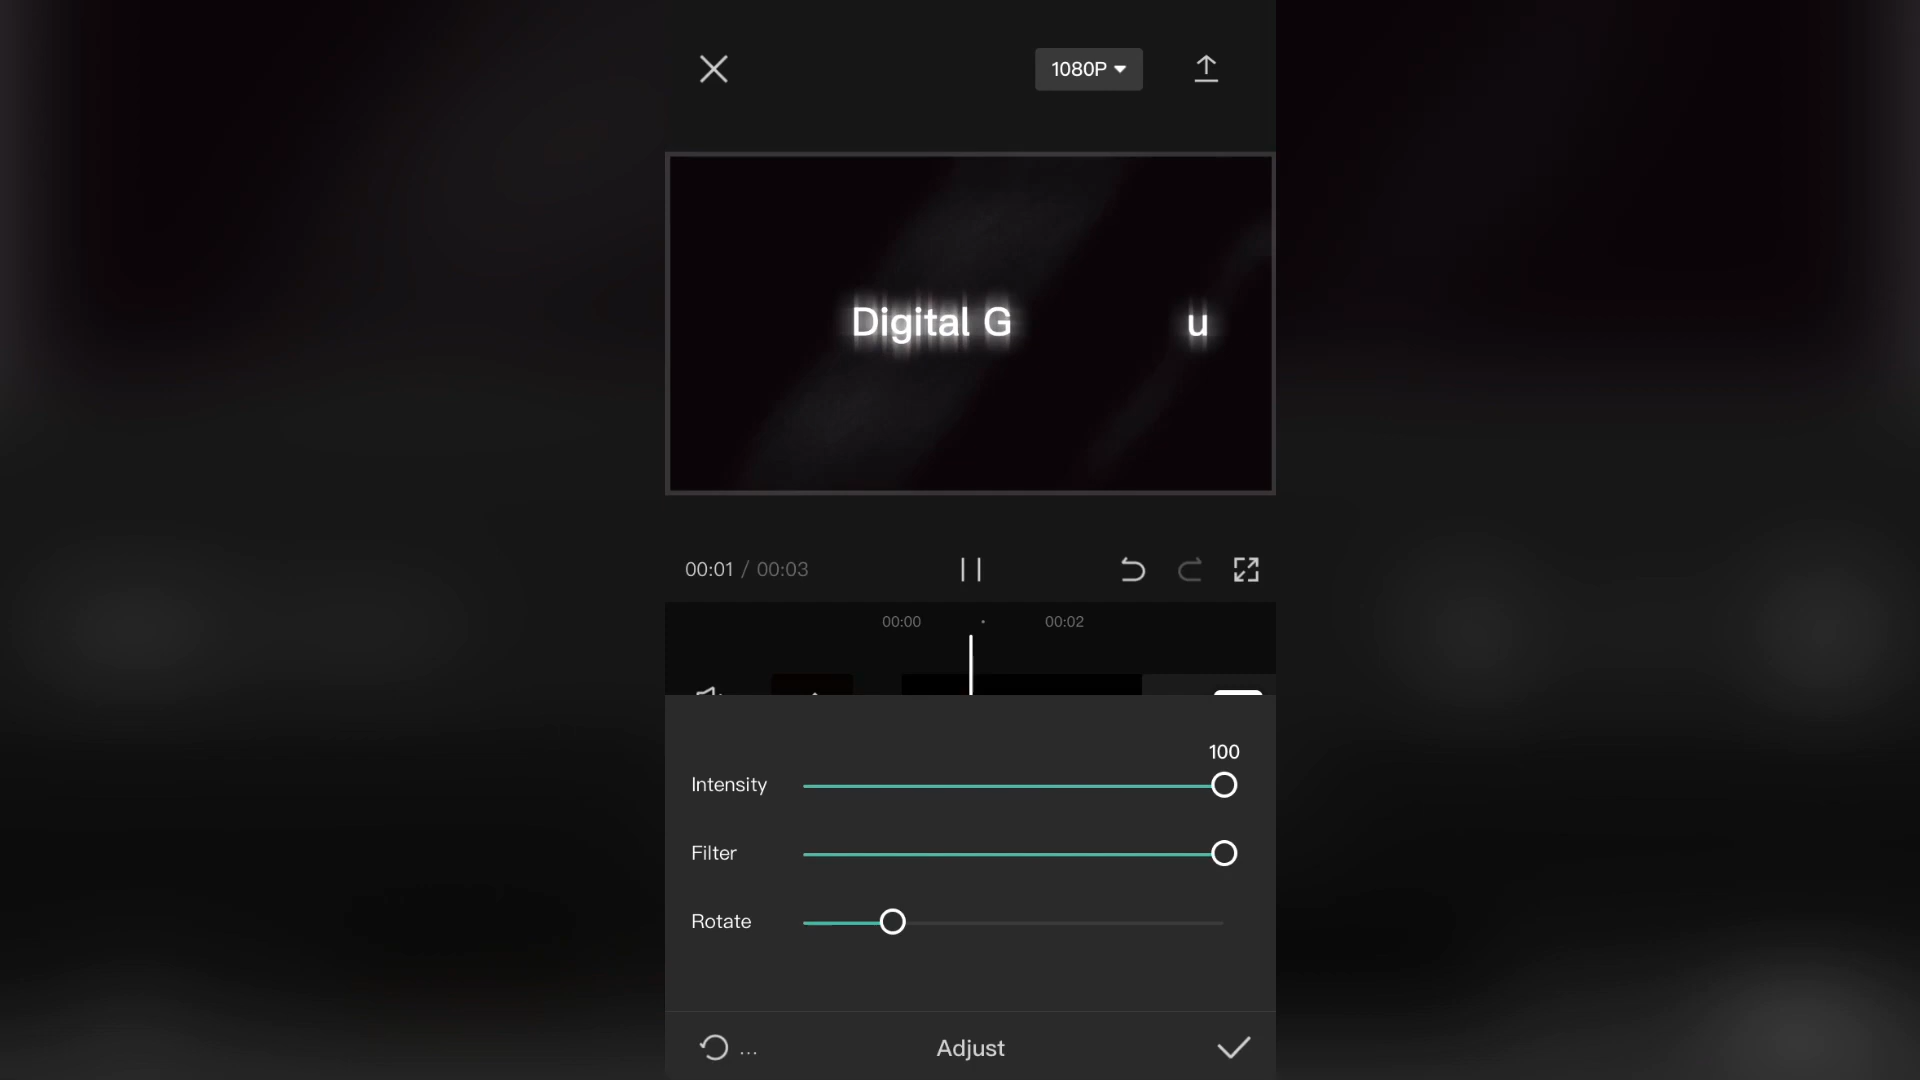 1080P
Digital G u
00:01 / 00:03
00:00 00:02
100
Intensity
Filter
Rotate
... Adjust